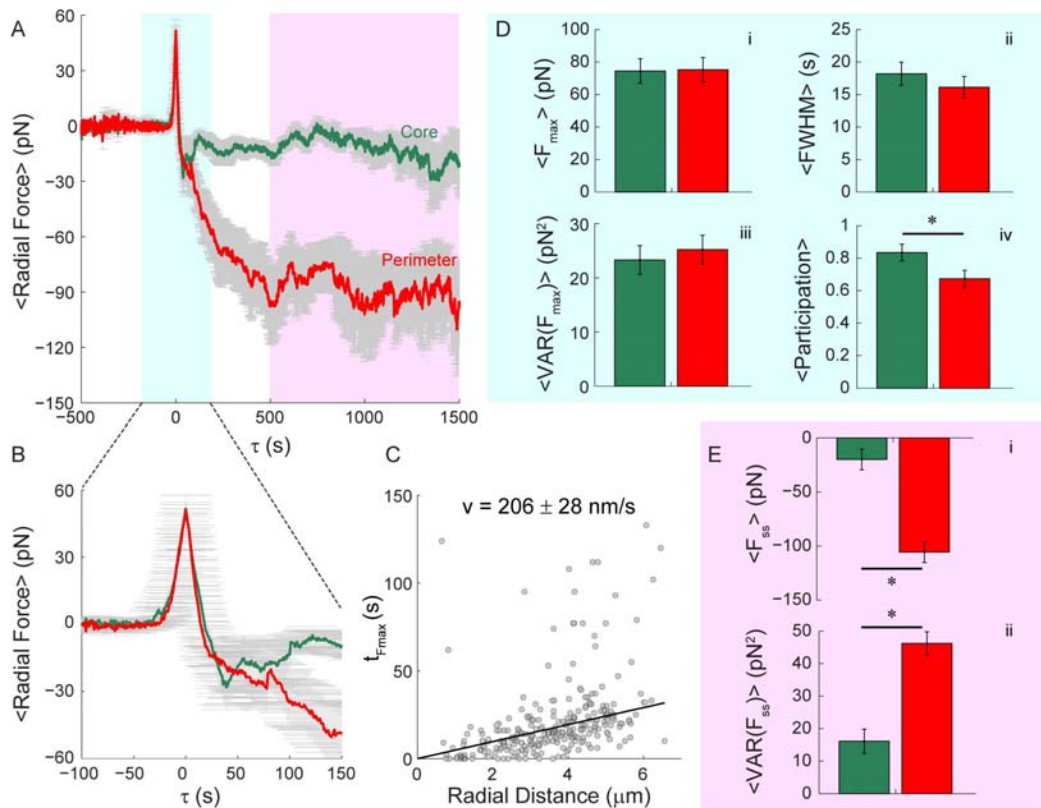 A
<Radial Force> (pN)
60
30
0
−30
−60
−90
−120
−150
Core
Perimeter
−500
0
500
1000
1500
τ (s)
B
<Radial Force> (pN)
60
30
0
−30
−60
−100
−50
0
50
100
150
τ (s)
C
v = 206 ± 28 nm/s
t_Fmax (s)
150
100
50
0
0
2
4
6
Radial Distance (μm)
D
i
<F_max> (pN)
100
80
60
40
20
0
ii
<FWHM> (s)
25
20
15
10
5
0
iii
<VAR(F_max)> (pN²)
30
20
10
0
iv
<Participation>
1
0.8
0.6
0.4
0.2
0
*
E
i
<F_ss> (pN)
0
−50
−100
−150
*
ii
<VAR(F_ss)> (pN²)
50
40
30
20
10
0
*